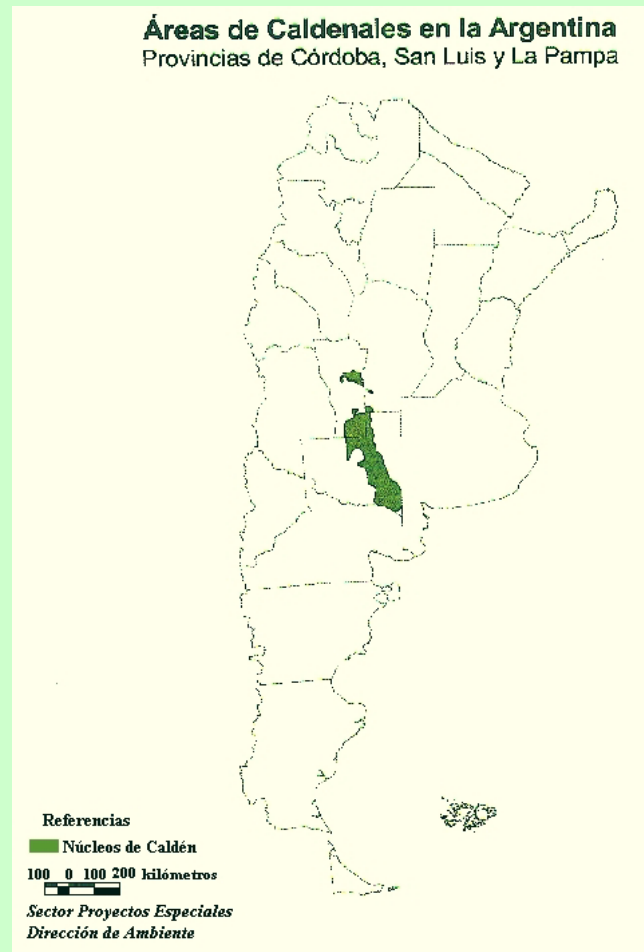 Áreas de Caldenales en la Argentina
Provincias de Córdoba, San Luis y La Pampa
Referencias
Núcleos de Caldén
100 0 100 200 kilómetros
Sector Proyectos Especiales
Dirección de Ambiente